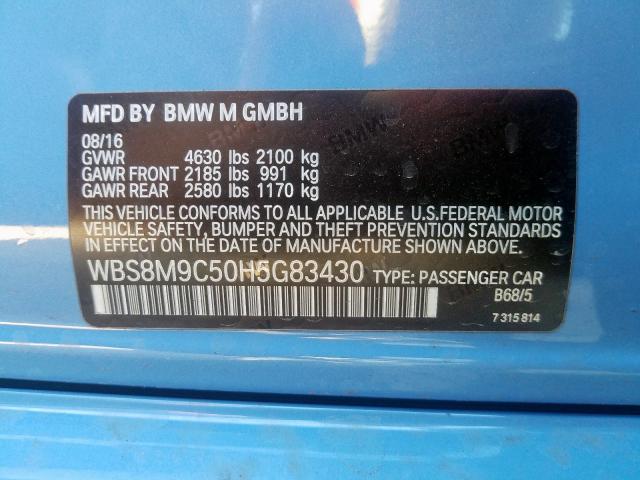 MFD BY BMW M GMBH
08/16
GVWR 4630 lbs 2100 kg
GAWR FRONT 2185 lbs 991 kg
GAWR REAR 2580 lbs 1170 kg
THIS VEHICLE CONFORMS TO ALL APPLICABLE U.S.FEDERAL MOTOR
VEHICLE SAFETY, BUMPER AND THEFT PREVENTION STANDARDS
IN EFFECT ON THE DATE OF MANUFACTURE SHOWN ABOVE.
WBS8M9C50H5G83430 TYPE: PASSENGER CAR
B68/5
7 315 814